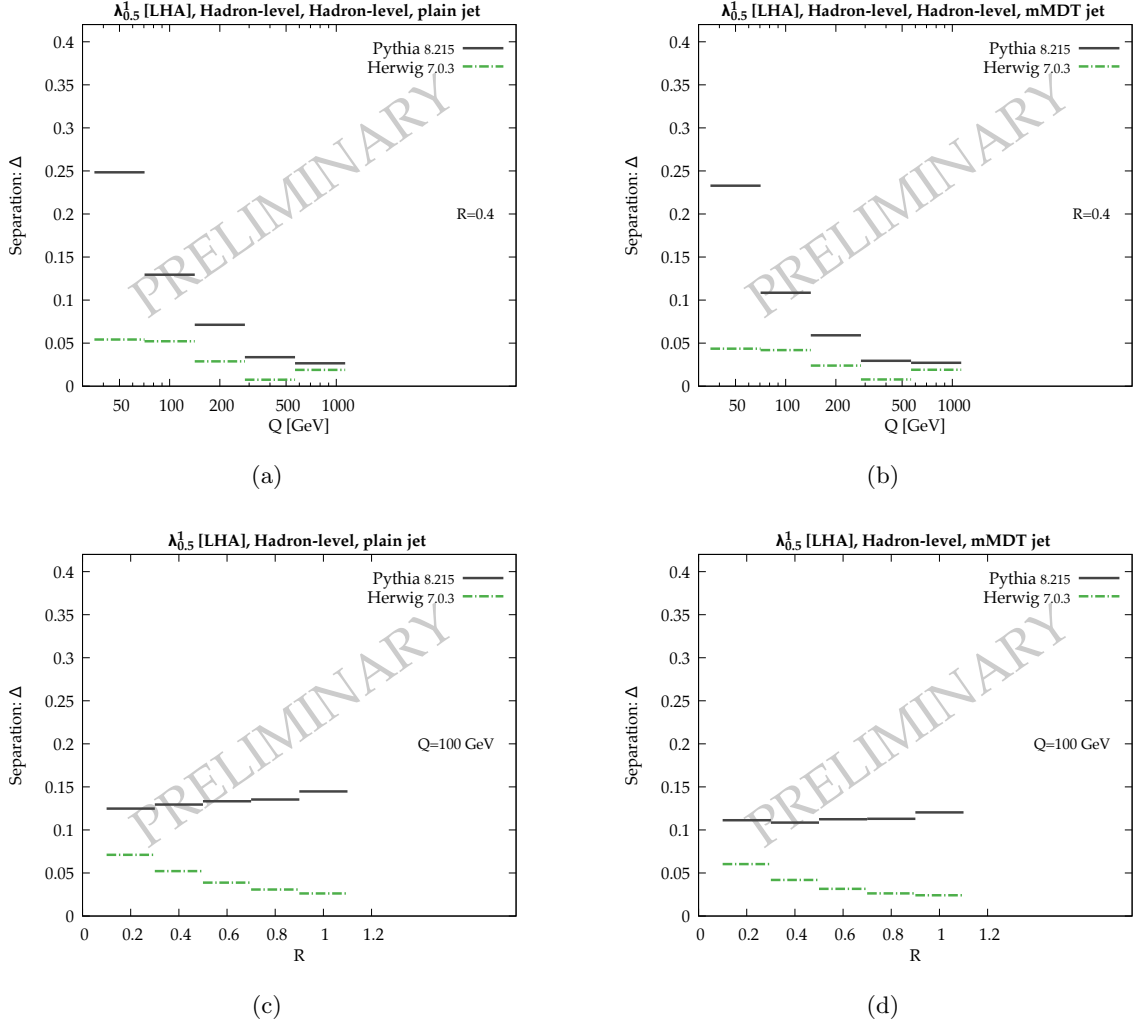 λ¹₀.₅ [LHA], Hadron-level, Hadron-level, plain jet
0.4
0.35
0.3
0.25
0.2
0.15
0.1
0.05
0
Separation: Δ
Pythia 8.215
Herwig 7.0.3
R=0.4
PRELIMINARY
50 100 200 500 1000
Q [GeV]
(a)
λ¹₀.₅ [LHA], Hadron-level, Hadron-level, mMDT jet
0.4
0.35
0.3
0.25
0.2
0.15
0.1
0.05
0
Separation: Δ
Pythia 8.215
Herwig 7.0.3
R=0.4
PRELIMINARY
50 100 200 500 1000
Q [GeV]
(b)
λ¹₀.₅ [LHA], Hadron-level, plain jet
0.4
0.35
0.3
0.25
0.2
0.15
0.1
0.05
0
Separation: Δ
Pythia 8.215
Herwig 7.0.3
Q=100 GeV
PRELIMINARY
0 0.2 0.4 0.6 0.8 1 1.2
R
(c)
λ¹₀.₅ [LHA], Hadron-level, mMDT jet
0.4
0.35
0.3
0.25
0.2
0.15
0.1
0.05
0
Separation: Δ
Pythia 8.215
Herwig 7.0.3
Q=100 GeV
PRELIMINARY
0 0.2 0.4 0.6 0.8 1 1.2
R
(d)